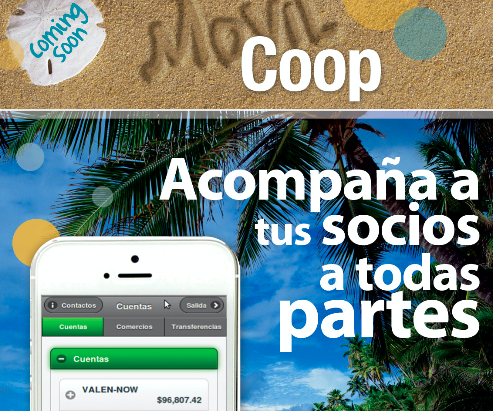 Coming
Soon
Movil
Coop
Acompaña a
tus socios
a todas
partes
Contactos
Cuentas
Salida
Cuentas
Comercios
Transferencias
Cuentas
VALEN-NOW
$96,807.42